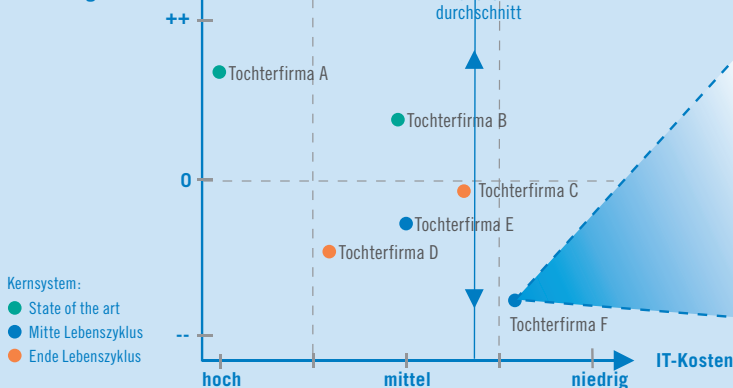 durchschnitt
++
Tochterfirma A
Tochterfirma B
0
Tochterfirma C
Tochterfirma E
Tochterfirma D
Kernsystem:
State of the art
Mitte Lebenszyklus
Ende Lebenszyklus
Tochterfirma F
--
IT-Kosten
hoch
mittel
niedrig